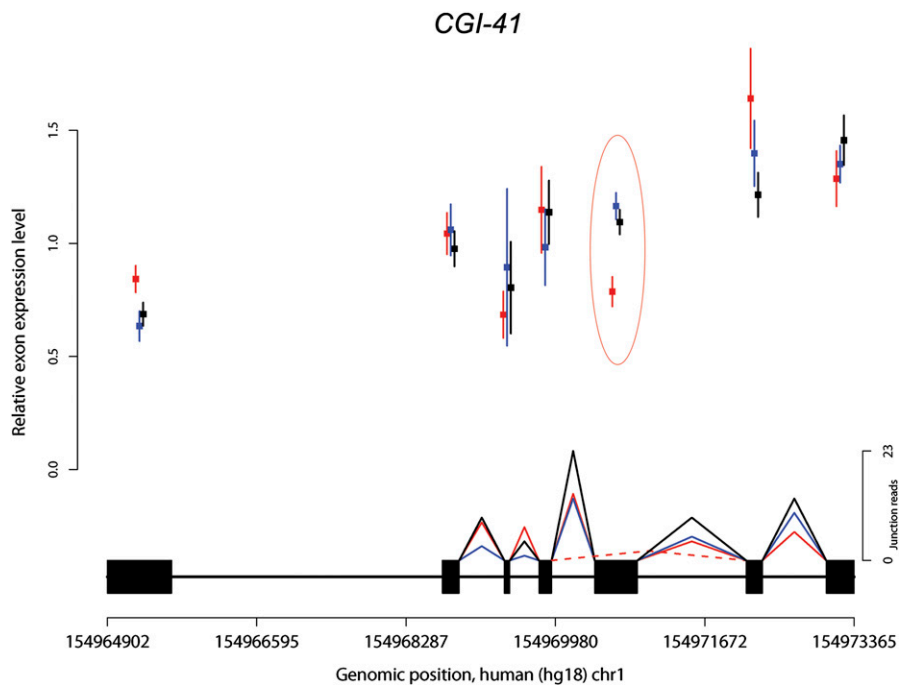 CGI-41
Relative exon expression level
1.5
1.0
0.5
0.0
23
0
Junction reads
154964902 154966595 154968287 154969980 154971672 154973365
Genomic position, human (hg18) chr1